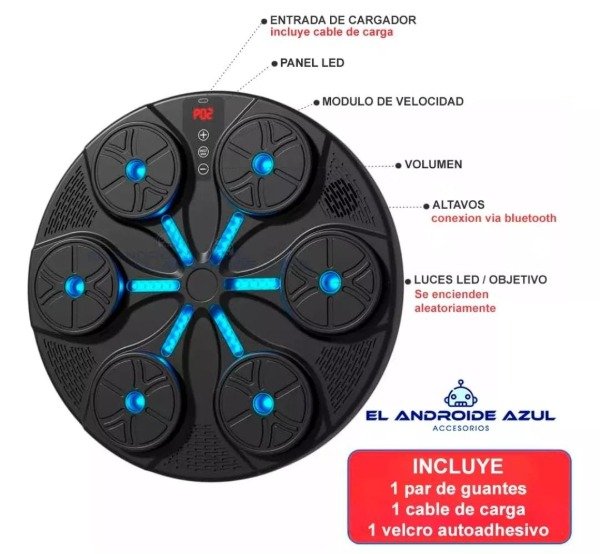 ENTRADA DE CARGADOR
incluye cable de carga
PANEL LED
MODULO DE VELOCIDAD
P02
VOLUMEN
ALTAVOS
conexion via bluetooth
LUCES LED / OBJETIVO
Se encienden
aleatoriamente
EL ANDROIDE AZUL
ACCESORIOS
INCLUYE
1 par de guantes
1 cable de carga
1 velcro autoadhesivo